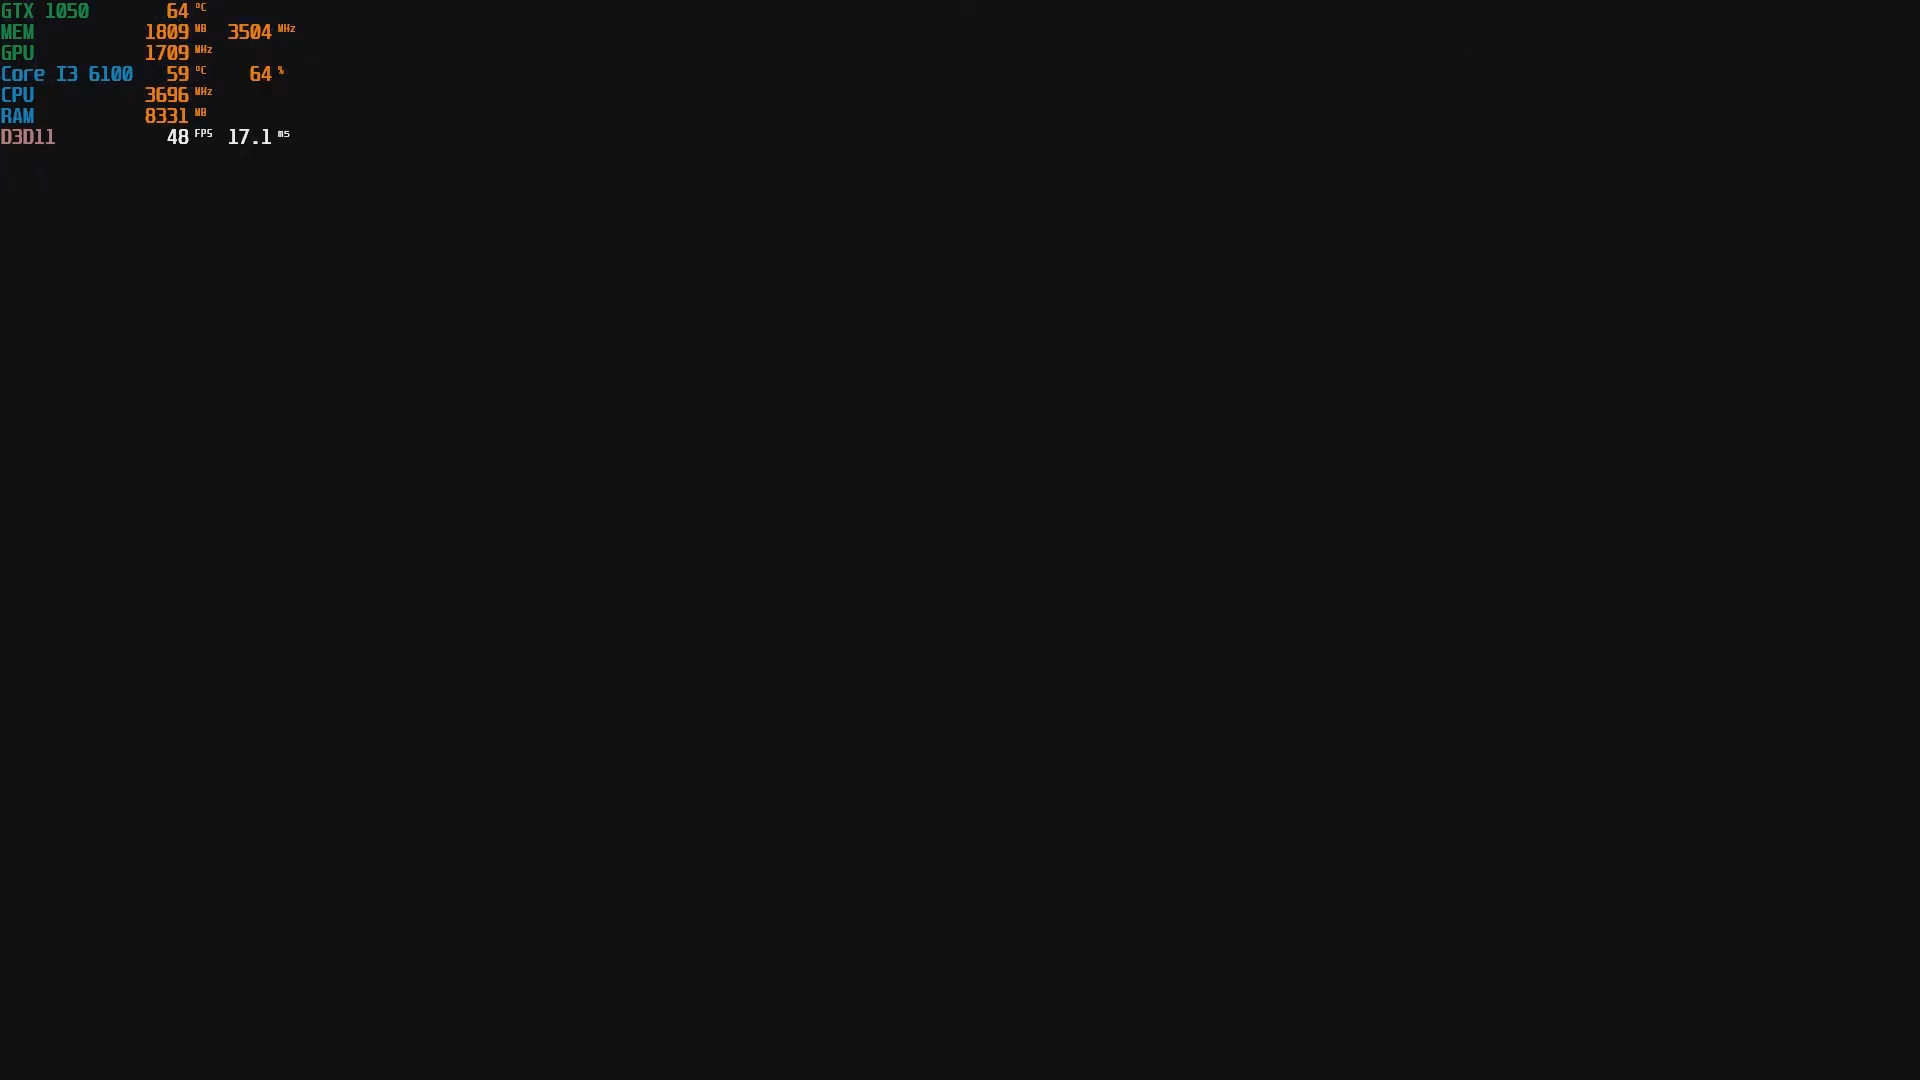 GTX 1050 64 °C
MEM 1809 MB 3504 MHz
GPU 1709 MHz
Core I3 6100 59 °C 64 %
CPU 3696 MHz
RAM 8331 MB
D3D11 48 FPS 17.1 ms